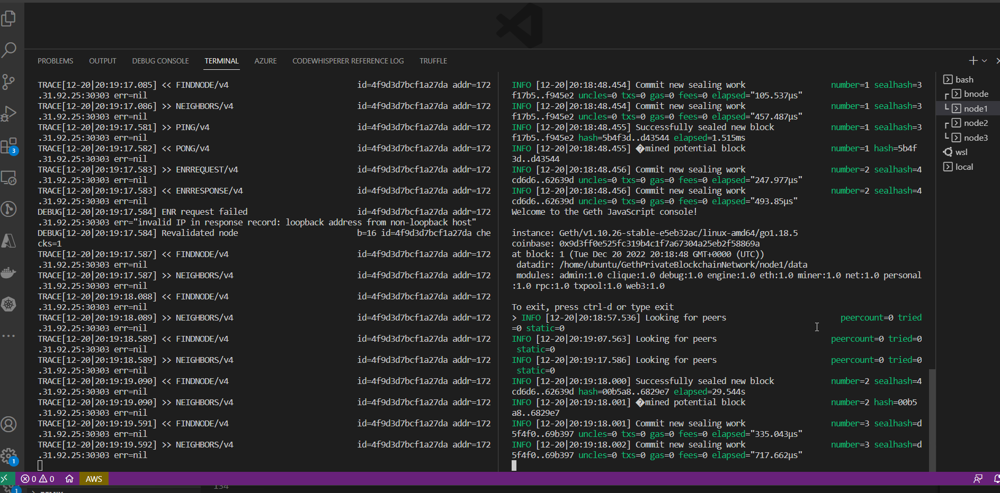 PROBLEMS OUTPUT DEBUG CONSOLE TERMINAL AZURE CODEWHISPERER REFERENCE LOG TRUFFLE
TRACE[12-20|20:19:17.085] << FINDNODE/v4 id=4f9d3d7bcf1a27da addr=172
.31.92.25:30303 err=nil
TRACE[12-20|20:19:17.086] >> NEIGHBORS/v4 id=4f9d3d7bcf1a27da addr=172
.31.92.25:30303 err=nil
TRACE[12-20|20:19:17.581] >> PING/v4 id=4f9d3d7bcf1a27da addr=172
.31.92.25:30303 err=nil
TRACE[12-20|20:19:17.582] << PONG/v4 id=4f9d3d7bcf1a27da addr=172
.31.92.25:30303 err=nil
TRACE[12-20|20:19:17.583] >> ENRREQUEST/v4 id=4f9d3d7bcf1a27da addr=172
.31.92.25:30303 err=nil
TRACE[12-20|20:19:17.583] << ENRRESPONSE/v4 id=4f9d3d7bcf1a27da addr=172
.31.92.25:30303 err=nil
DEBUG[12-20|20:19:17.584] ENR request failed id=4f9d3d7bcf1a27da addr=172
.31.92.25:30303 err="invalid IP in response record: loopback address from non-loopback host"
DEBUG[12-20|20:19:17.584] Revalidated node b=16 id=4f9d3d7bcf1a27da che
cks=1
TRACE[12-20|20:19:17.587] << FINDNODE/v4 id=4f9d3d7bcf1a27da addr=172
.31.92.25:30303 err=nil
TRACE[12-20|20:19:17.587] >> NEIGHBORS/v4 id=4f9d3d7bcf1a27da addr=172
.31.92.25:30303 err=nil
TRACE[12-20|20:19:18.088] << FINDNODE/v4 id=4f9d3d7bcf1a27da addr=172
.31.92.25:30303 err=nil
TRACE[12-20|20:19:18.089] >> NEIGHBORS/v4 id=4f9d3d7bcf1a27da addr=172
.31.92.25:30303 err=nil
TRACE[12-20|20:19:18.589] << FINDNODE/v4 id=4f9d3d7bcf1a27da addr=172
.31.92.25:30303 err=nil
TRACE[12-20|20:19:18.589] >> NEIGHBORS/v4 id=4f9d3d7bcf1a27da addr=172
.31.92.25:30303 err=nil
TRACE[12-20|20:19:19.090] << FINDNODE/v4 id=4f9d3d7bcf1a27da addr=172
.31.92.25:30303 err=nil
TRACE[12-20|20:19:19.090] >> NEIGHBORS/v4 id=4f9d3d7bcf1a27da addr=172
.31.92.25:30303 err=nil
TRACE[12-20|20:19:19.591] << FINDNODE/v4 id=4f9d3d7bcf1a27da addr=172
.31.92.25:30303 err=nil
TRACE[12-20|20:19:19.592] >> NEIGHBORS/v4 id=4f9d3d7bcf1a27da addr=172
.31.92.25:30303 err=nil
INFO [12-20|20:18:48.454] Commit new sealing work number=1 sealhash=3
f17b5..f945e2 uncles=0 txs=0 gas=0 fees=0 elapsed="105.537µs"
INFO [12-20|20:18:48.454] Commit new sealing work number=1 sealhash=3
f17b5..f945e2 uncles=0 txs=0 gas=0 fees=0 elapsed="457.487µs"
INFO [12-20|20:18:48.455] Successfully sealed new block number=1 sealhash=3
f17b5..f945e2 hash=5b4f3d..d43544 elapsed=1.515ms
INFO [12-20|20:18:48.455] �mined potential block number=1 hash=5b4f
3d..d43544
INFO [12-20|20:18:48.456] Commit new sealing work number=2 sealhash=4
cd6d6..62639d uncles=0 txs=0 gas=0 fees=0 elapsed="247.977µs"
INFO [12-20|20:18:48.456] Commit new sealing work number=2 sealhash=4
cd6d6..62639d uncles=0 txs=0 gas=0 fees=0 elapsed="493.85µs"
Welcome to the Geth JavaScript console!
instance: Geth/v1.10.26-stable-e5eb32ac/linux-amd64/go1.18.5
coinbase: 0x9d3ff0e525fc319b4c1f7a67304a25eb2f58869a
at block: 1 (Tue Dec 20 2022 20:18:48 GMT+0000 (UTC))
datadir: /home/ubuntu/GethPrivateBlockchainNetwork/node1/data
modules: admin:1.0 clique:1.0 debug:1.0 engine:1.0 eth:1.0 miner:1.0 net:1.0 personal
:1.0 rpc:1.0 txpool:1.0 web3:1.0
To exit, press ctrl-d or type exit
> INFO [12-20|20:18:57.536] Looking for peers peercount=0 tried
=0 static=0
INFO [12-20|20:19:07.563] Looking for peers peercount=0 tried=0
static=0
INFO [12-20|20:19:17.586] Looking for peers peercount=0 tried=0
static=0
INFO [12-20|20:19:18.000] Successfully sealed new block number=2 sealhash=4
cd6d6..62639d hash=00b5a8..6829e7 elapsed=29.544s
INFO [12-20|20:19:18.001] �mined potential block number=2 hash=00b5
a8..6829e7
INFO [12-20|20:19:18.001] Commit new sealing work number=3 sealhash=d
5f4f0..69b397 uncles=0 txs=0 gas=0 fees=0 elapsed="335.043µs"
INFO [12-20|20:19:18.002] Commit new sealing work number=3 sealhash=d
5f4f0..69b397 uncles=0 txs=0 gas=0 fees=0 elapsed="717.662µs"
bash
bnode
node1
node2
node3
wsl
local
3
1
0 0 AWS
1